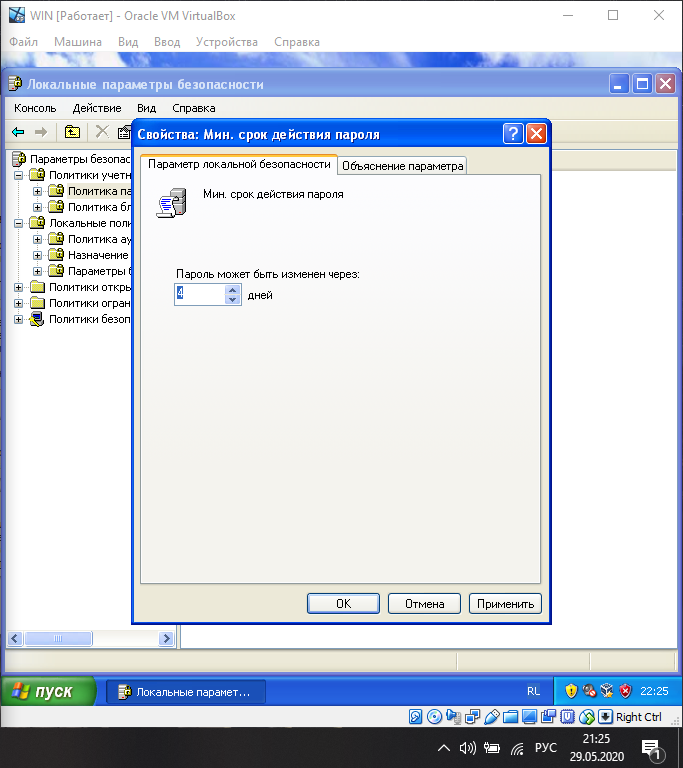 WIN [Работает] - Oracle VM VirtualBox
Файл Машина Вид Ввод Устройства Справка
Локальные параметры безопасности
Консоль Действие Вид Справка
Свойства: Мин. срок действия пароля
Параметры безопас
Политики учетн
Политика па
Политика бл
Локальные поли
Политика ау
Назначение
Параметры б
Политики откры
Политики огран
Политики безоп
Параметр локальной безопасности Объяснение параметра
Мин. срок действия пароля
Пароль может быть изменен через:
4 дней
OK Отмена Применить
пуск Локальные парамет... RL 22:25
Right Ctrl
РУС 21:25
29.05.2020
1